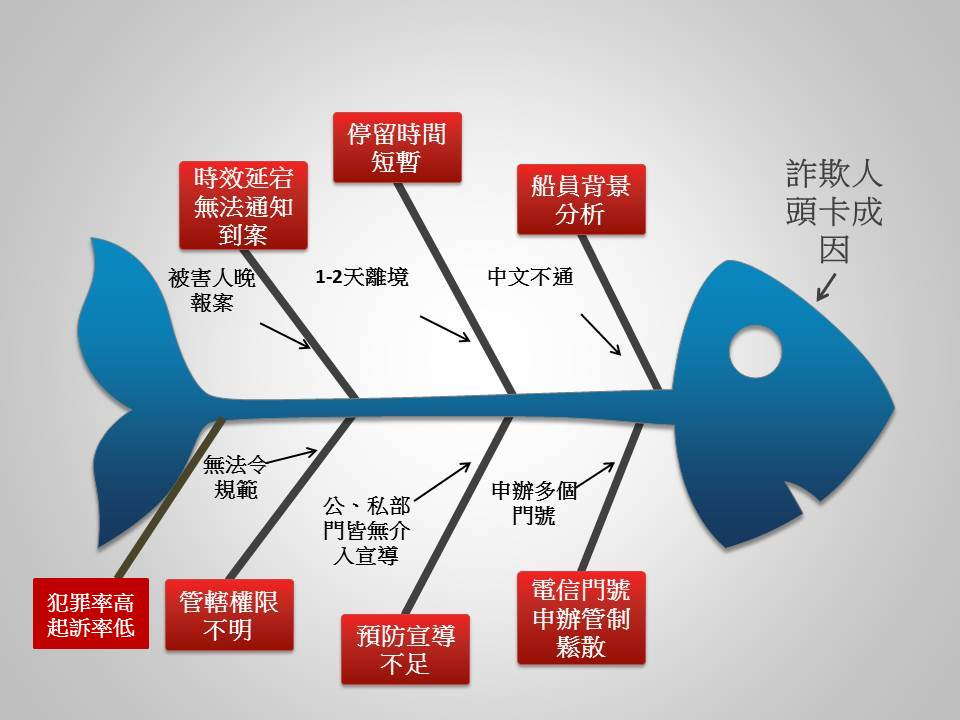 停留時間
短暫
時效延宕
無法通知
到案
船員背景
分析
詐欺人
頭卡成
因
被害人晚
報案
1-2天離境
中文不通
無法令
規範
公、私部
門皆無介
入宣導
申辦多個
門號
犯罪率高
起訴率低
管轄權限
不明
預防宣導
不足
電信門號
申辦管制
鬆散